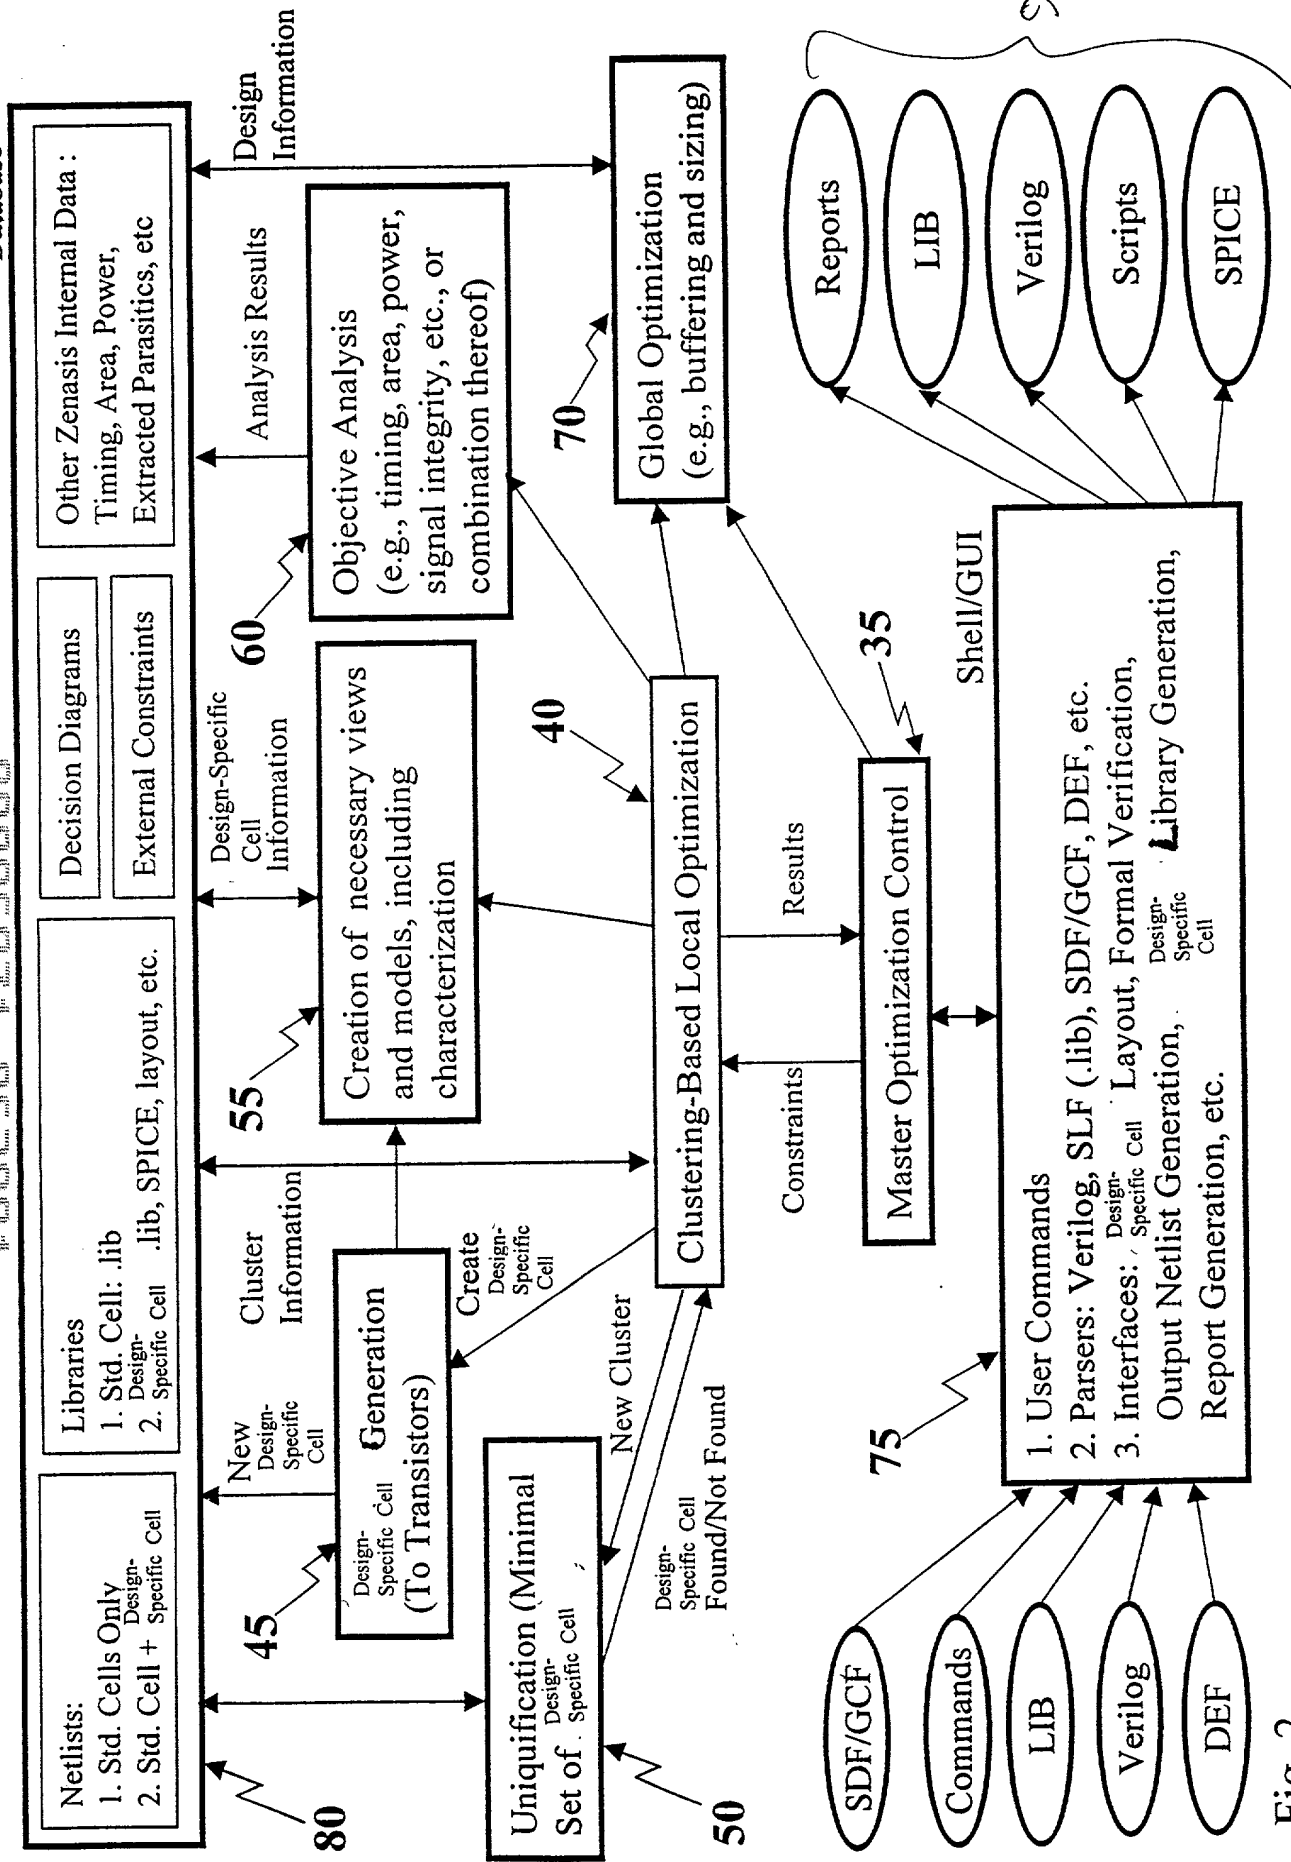 Netlists:
1. Std. Cells Only
2. Std. Cell + Design-
Specific Cell
Libraries
1. Std. Cell: .lib
2. Design-
Specific Cell .lib, SPICE, layout, etc.
Decision Diagrams
External Constraints
Other Zenasis Internal Data :
Timing, Area, Power,
Extracted Parasitics, etc
80
New
Design-
Specific
Cell
Cluster
Information
Design-Specific
Cell
Information
Analysis Results
Design
Information
45
Design-
Specific Cell Generation
(To Transistors)
55
Creation of necessary views
and models, including
characterization
60
Objective Analysis
(e.g., timing, area, power,
signal integrity, etc., or
combination thereof)
Create
Design-
Specific
Cell
Uniquification (Minimal
Set of Design-
Specific Cell
50
New Cluster
Design-
Specific Cell
Found/Not Found
40
Clustering-Based Local Optimization
70
Global Optimization
(e.g., buffering and sizing)
Constraints
Results
35
Master Optimization Control
Shell/GUI
75
1. User Commands
2. Parsers: Verilog, SLF (.lib), SDF/GCF, DEF, etc.
3. Interfaces: Design-
Specific Cell Layout, Formal Verification,
Output Netlist Generation, Design-
Specific
Cell Library Generation,
Report Generation, etc.
SDF/GCF
Commands
LIB
Verilog
DEF
Reports
LIB
Verilog
Scripts
SPICE